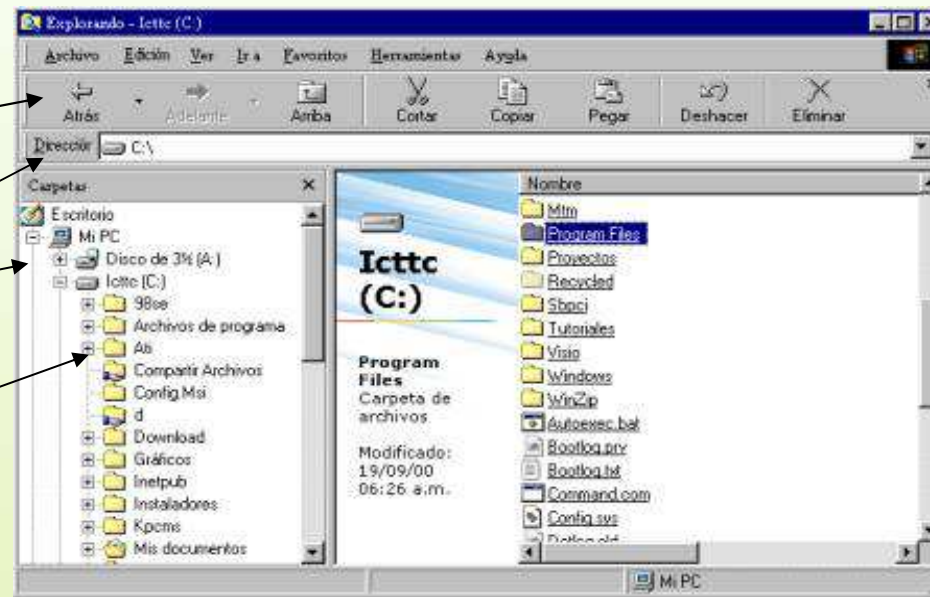 Explorando - Icttc (C:)
Archivo Edición Ver Ir a Favoritos Herramientas Ayuda
Atrás Adelante Arriba Cortar Copiar Pegar Deshacer Eliminar
Dirección C:\
Carpetas
Escritorio
Mi PC
Disco de 3½ (A:)
Icttc (C:)
98se
Archivos de programa
Ati
Compartir Archivos
Config.Msi
d
Download
Gráficos
Inetpub
Instaladores
Kpcms
Mis documentos
Icttc
(C:)
Program
Files
Carpeta de
archivos
Modificado:
19/09/00
06:26 a.m.
Nombre
Mtm
Program Files
Proyectos
Recycled
Sbpci
Tutoriales
Visio
Windows
WinZip
Autoexec.bat
Bootlog.prv
Bootlog.txt
Command.com
Config.sys
Mi PC